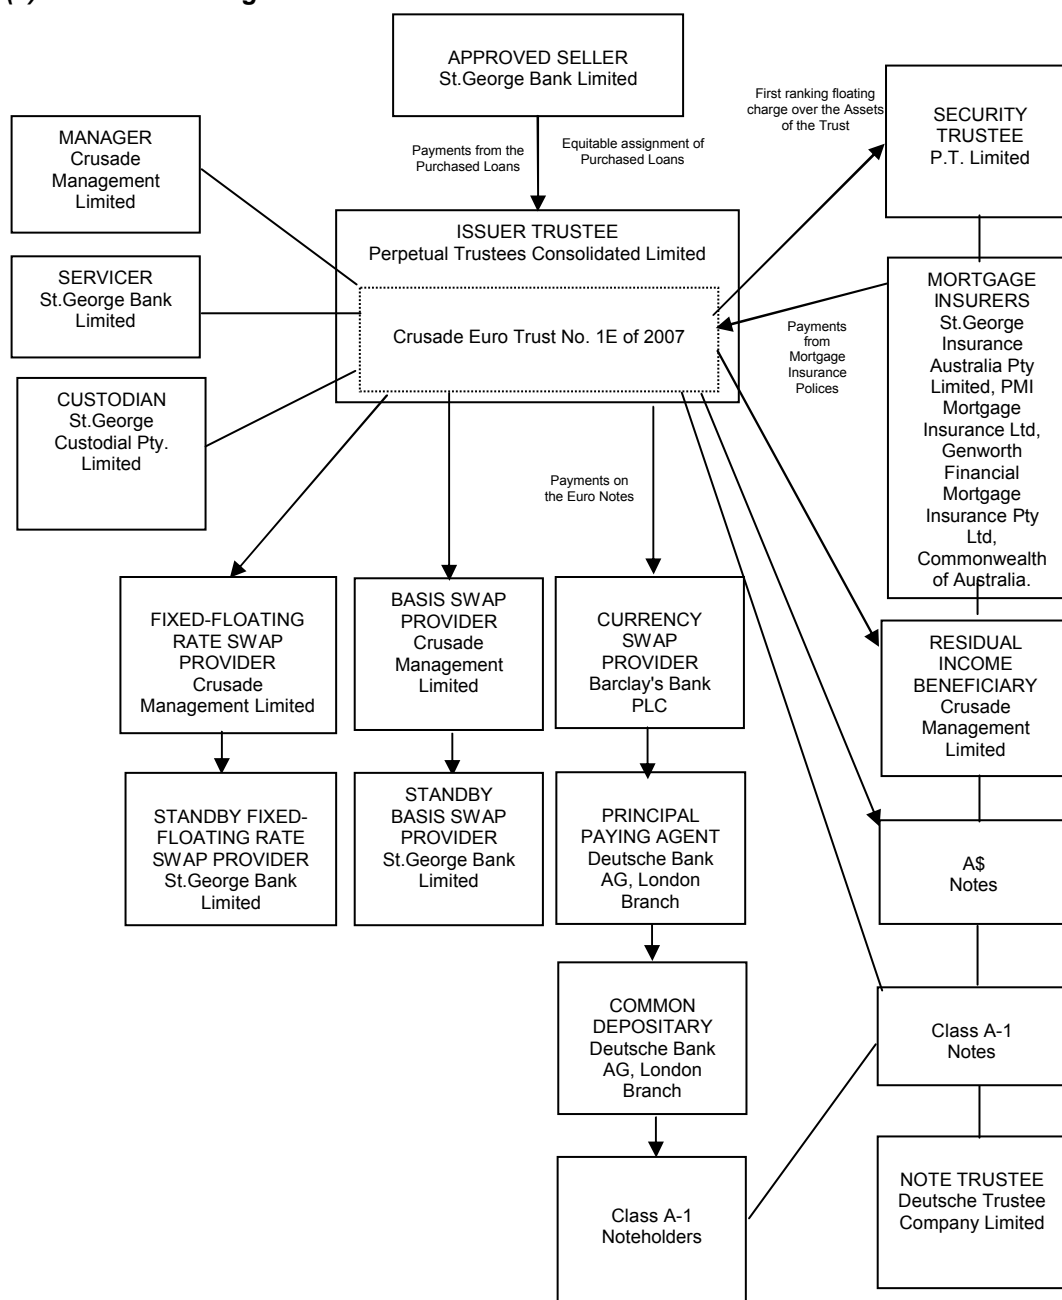 APPROVED SELLER
St.George Bank Limited
First ranking floating
charge over the Assets
of the Trust
SECURITY
TRUSTEE
P.T. Limited
MANAGER
Crusade
Management
Limited
Payments from the
Purchased Loans
Equitable assignment of
Purchased Loans
ISSUER TRUSTEE
Perpetual Trustees Consolidated Limited
Crusade Euro Trust No. 1E of 2007
SERVICER
St.George Bank
Limited
CUSTODIAN
St.George
Custodial Pty.
Limited
Payments
from
Mortgage
Insurance
Polices
MORTGAGE
INSURERS
St.George
Insurance
Australia Pty
Limited, PMI
Mortgage
Insurance Ltd,
Genworth
Financial
Mortgage
Insurance Pty
Ltd,
Commonwealth
of Australia.
Payments on
the Euro Notes
FIXED-FLOATING
RATE SWAP
PROVIDER
Crusade
Management Limited
BASIS SWAP
PROVIDER
Crusade
Management
Limited
CURRENCY
SWAP
PROVIDER
Barclay's Bank
PLC
RESIDUAL
INCOME
BENEFICIARY
Crusade
Management
Limited
STANDBY FIXED-
FLOATING RATE
SWAP PROVIDER
St.George Bank
Limited
STANDBY
BASIS SWAP
PROVIDER
St.George Bank
Limited
PRINCIPAL
PAYING AGENT
Deutsche Bank
AG, London
Branch
A$
Notes
COMMON
DEPOSITARY
Deutsche Bank
AG, London
Branch
Class A-1
Notes
Class A-1
Noteholders
NOTE TRUSTEE
Deutsche Trustee
Company Limited